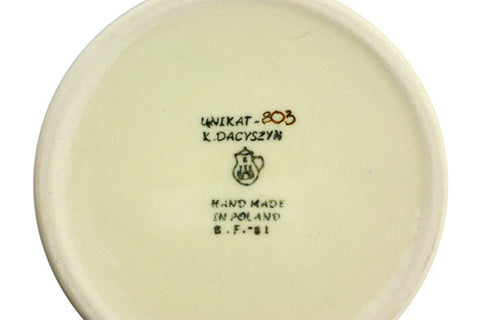 UNIKAT-803
K.DACYSZYN
HAND MADE
IN POLAND
B.F.-81